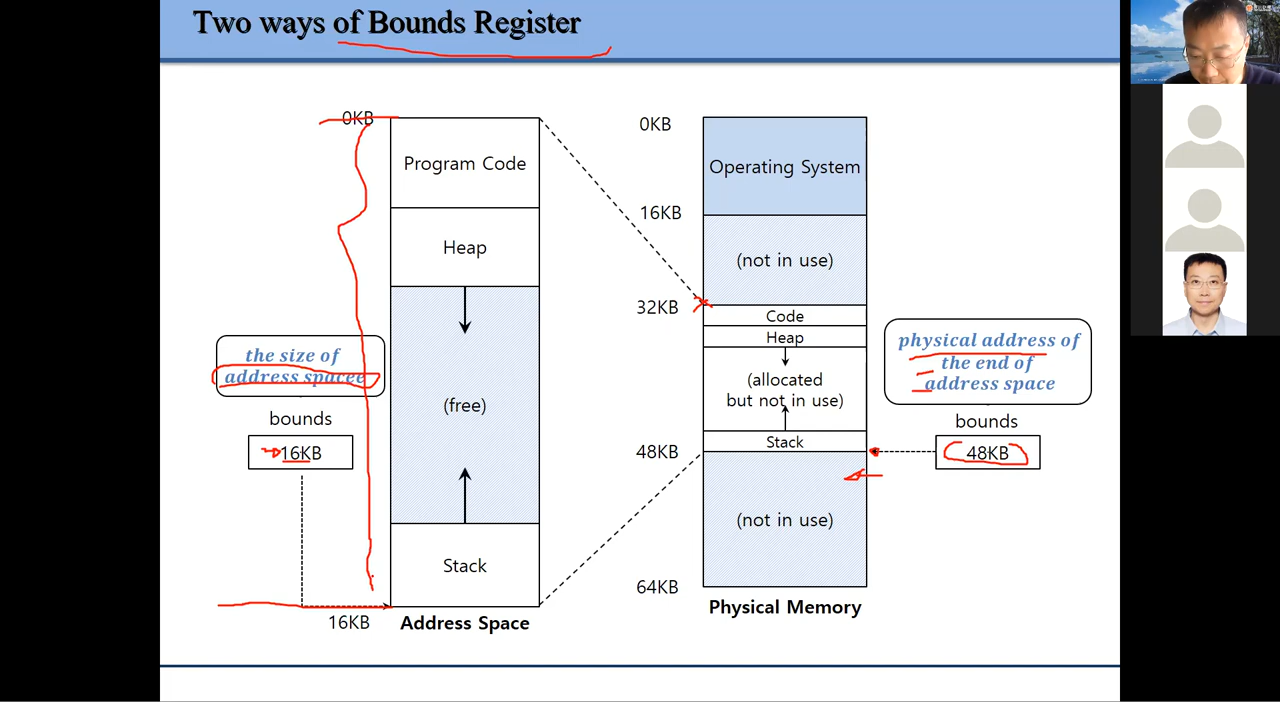 Two ways of Bounds Register
0KB
Program Code
Heap
(free)
Stack
16KB
Address Space
the size of
address spacee
bounds
16KB
0KB
Operating System
16KB
(not in use)
32KB
Code
Heap
(allocated
but not in use)
Stack
48KB
(not in use)
64KB
Physical Memory
physical address of
the end of
address space
bounds
48KB